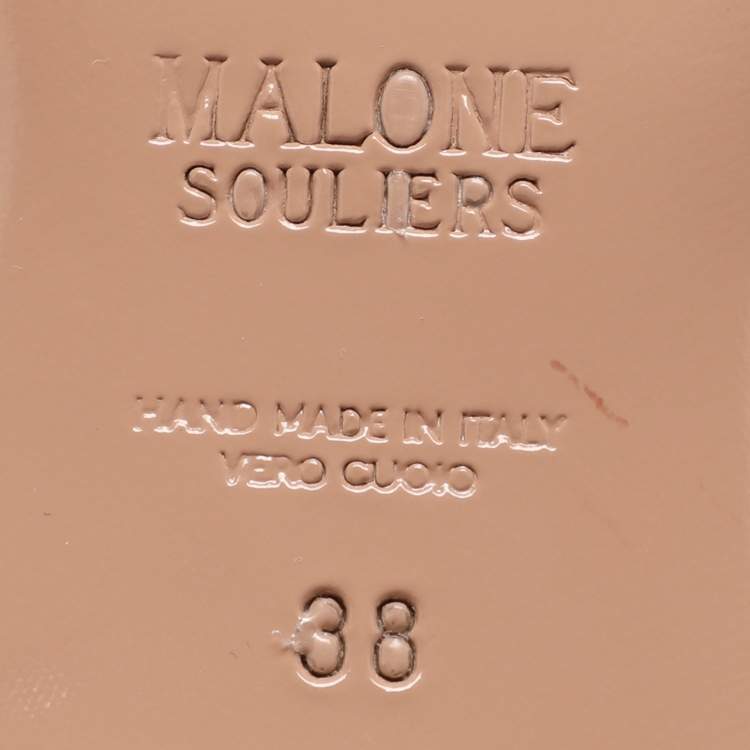 MALONE
SOULIERS
HAND MADE IN ITALY
VERO CUOIO
38